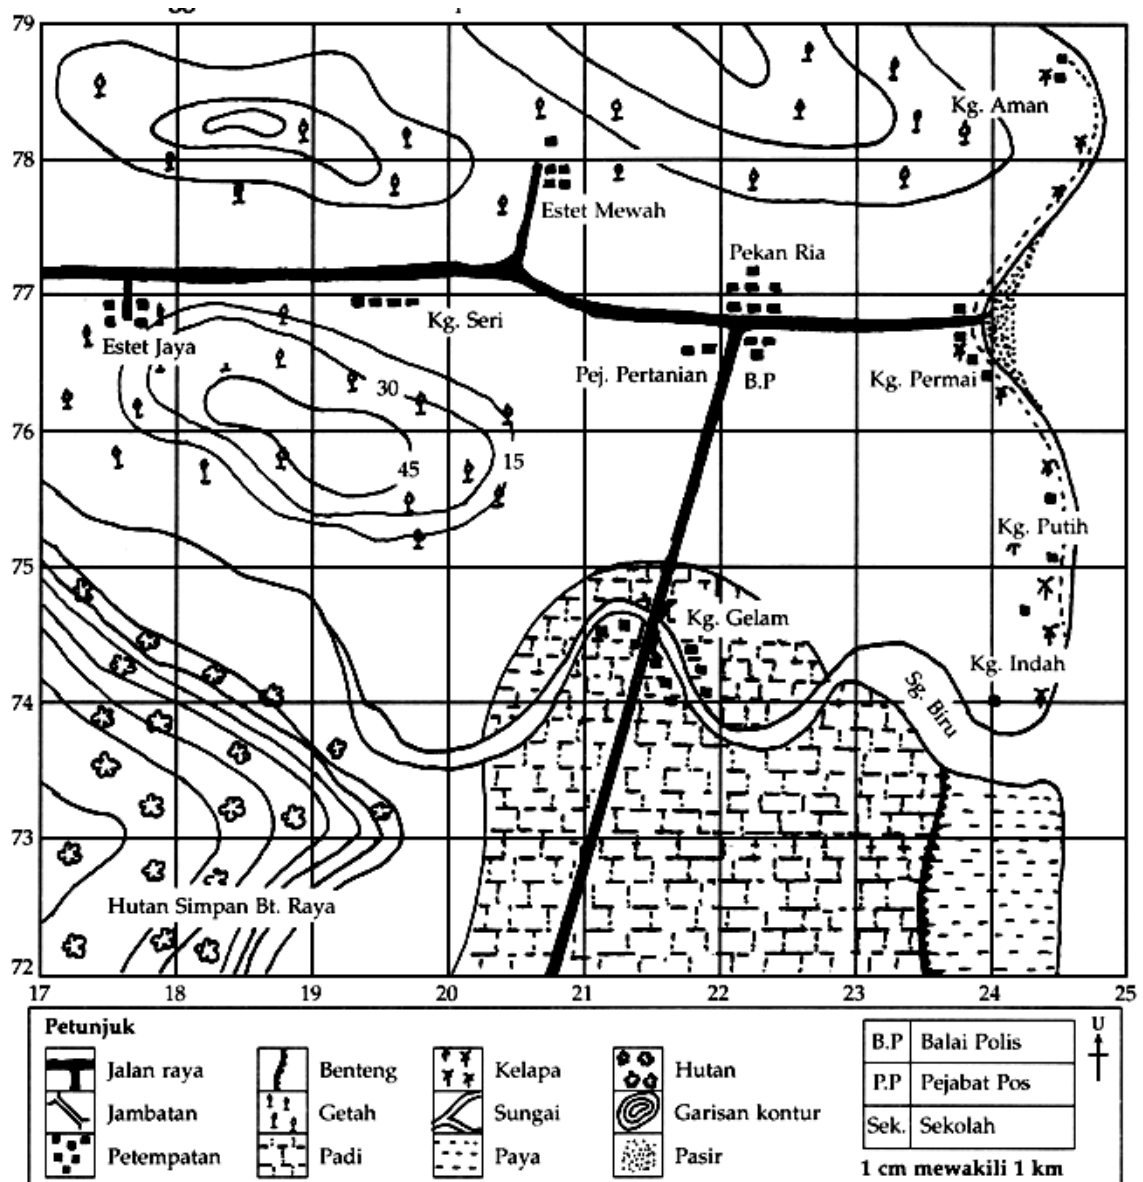 79
Kg. Aman
78
Estet Mewah
Pekan Ria
77
Kg. Seri
Estet Jaya
Pej. Pertanian
B.P
Kg. Permai
30
76
45
15
Kg. Putih
75
Kg. Gelam
Kg. Indah
74
Sg. Biru
73
Hutan Simpan Bt. Raya
72
17 18 19 20 21 22 23 24 25
Petunjuk
U
Jalan raya Benteng Kelapa Hutan B.P Balai Polis
Jambatan Getah Sungai Garisan kontur P.P Pejabat Pos
Petempatan Padi Paya Pasir Sek. Sekolah
1 cm mewakili 1 km